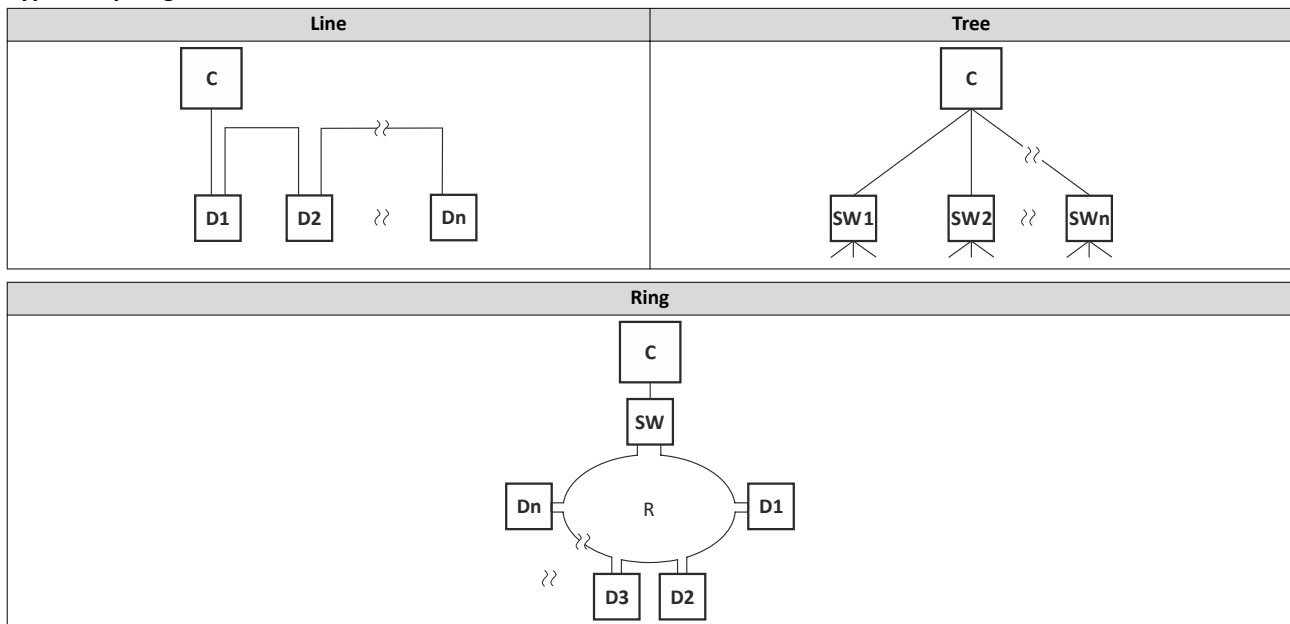 Line
Tree
C
C
D1 D2 Dn
SW1 SW2 SWn
Ring
C
SW
Dn R D1
D3 D2